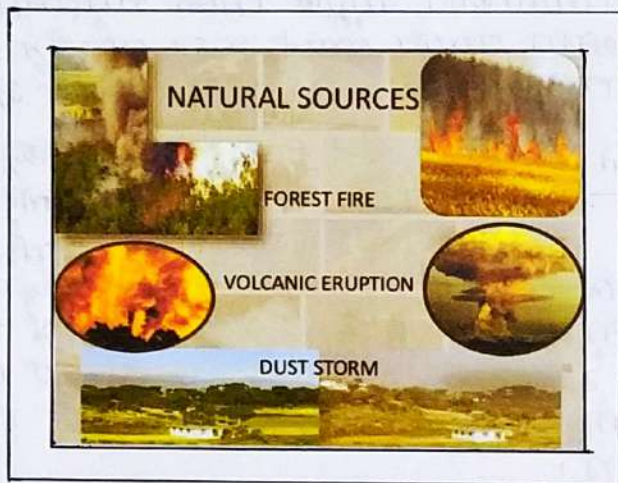 NATURAL SOURCES
FOREST FIRE
VOLCANIC ERUPTION
DUST STORM